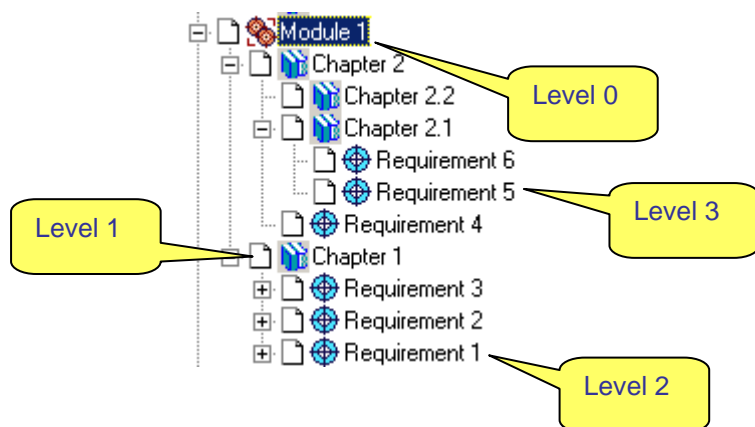 Module 1
Chapter 2
Level 0
Chapter 2.2
Chapter 2.1
Requirement 6
Requirement 5
Level 3
Level 1
Requirement 4
Chapter 1
Requirement 3
Requirement 2
Requirement 1
Level 2